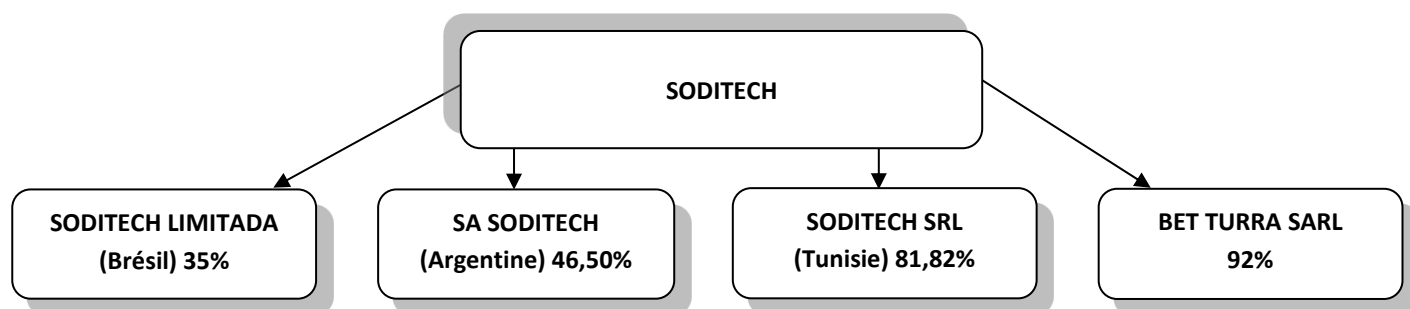 SODITECH
SODITECH LIMITADA
(Brésil) 35%
SA SODITECH
(Argentine) 46,50%
SODITECH SRL
(Tunisie) 81,82%
BET TURRA SARL
92%